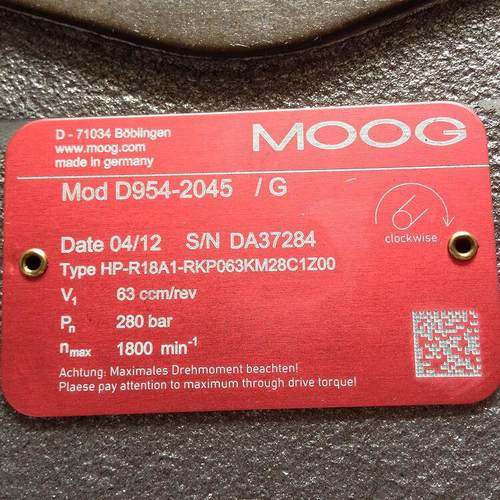 D - 71034 Böblingen
www.moog.com
made in germany
MOOG
Mod D954-2045 / G
clockwise
Date 04/12 S/N DA37284
Type HP-R18A1-RKP063KM28C1Z00
V1 63 ccm/rev
Pn 280 bar
nmax 1800 min-1
Achtung: Maximales Drehmoment beachten!
Please pay attention to maximum through drive torque!